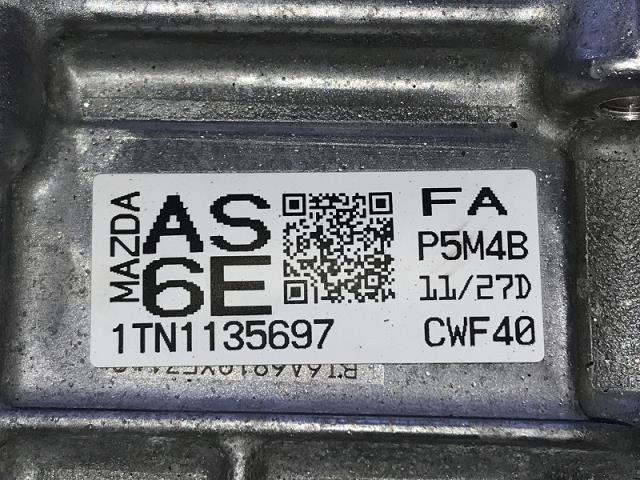 MAZDA
AS
6E
1TN1135697
FA
P5M4B
11/27D
CWF40